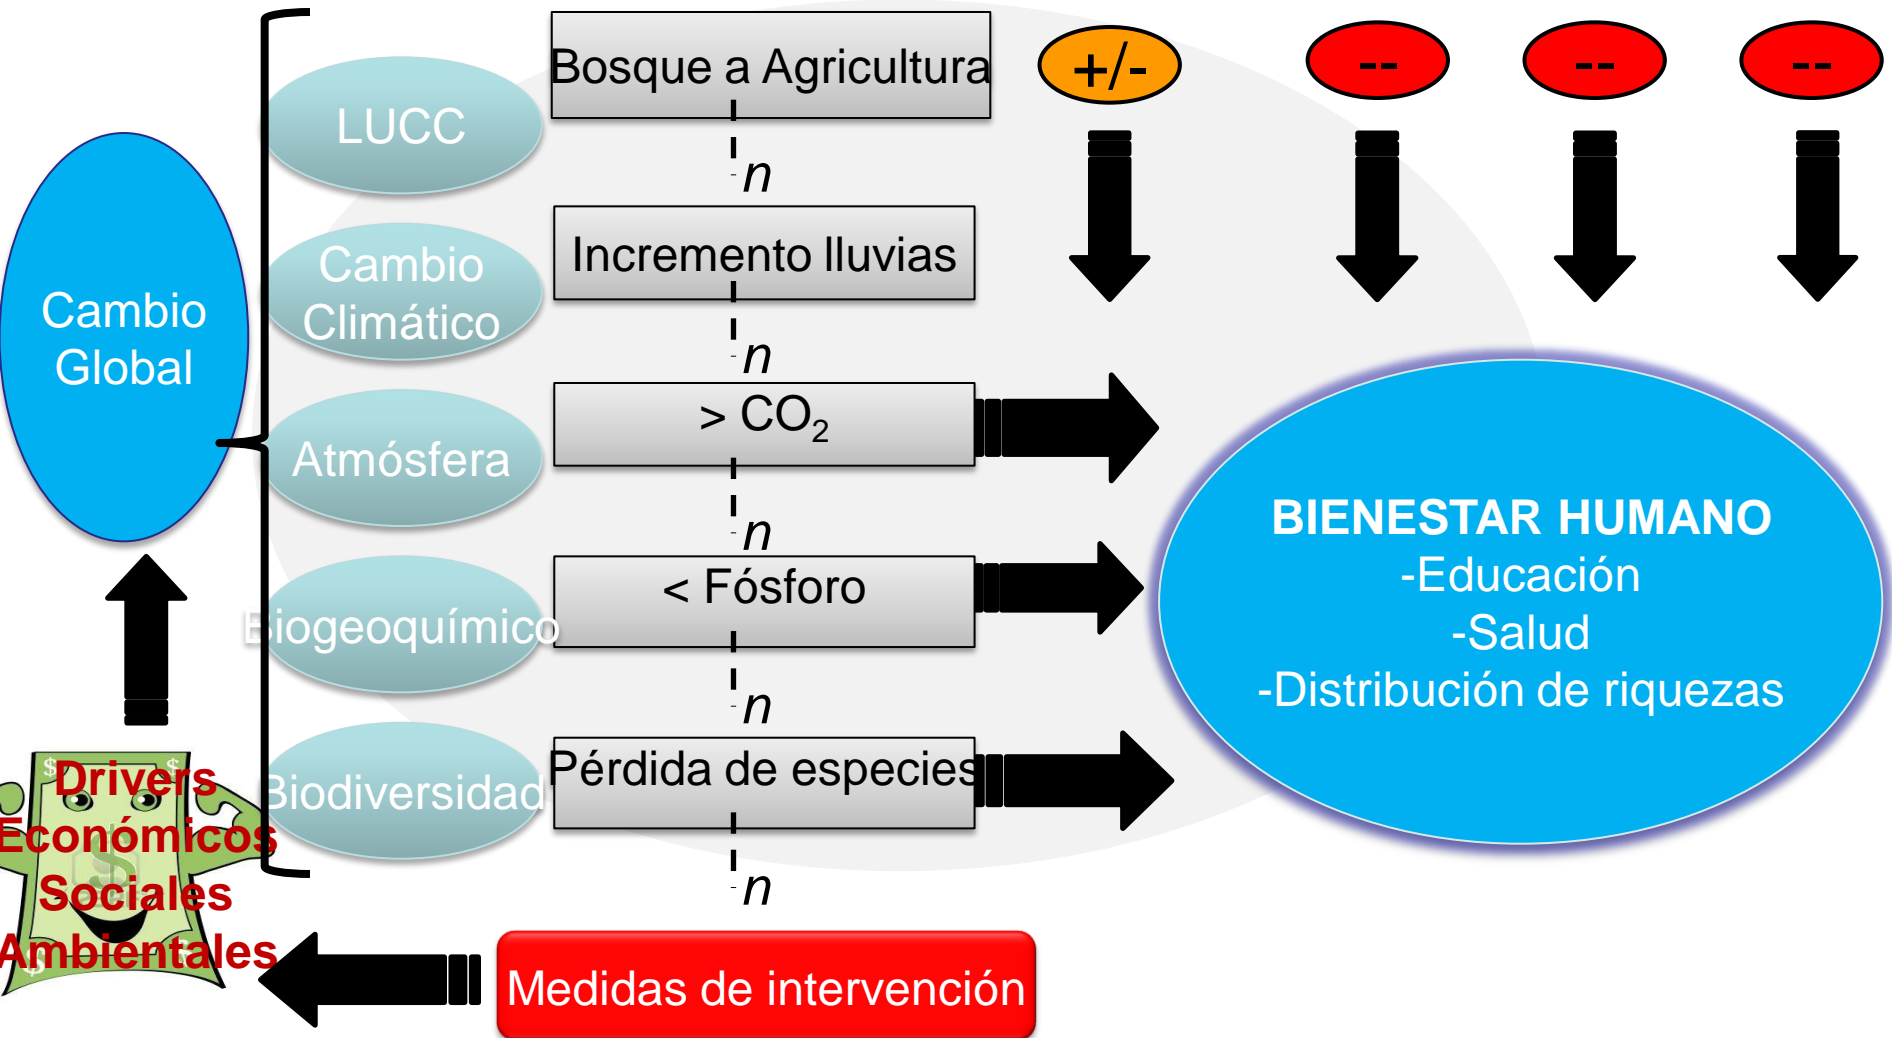 Bosque a Agricultura
+/-
--
--
--
LUCC
n
Incremento lluvias
Cambio
Climático
n
Cambio
Global
> CO₂
Atmósfera
n
< Fósforo
Biogeoquímico
n
BIENESTAR HUMANO
-Educación
-Salud
-Distribución de riquezas
Pérdida de especies
Biodiversidad
n
Drivers
Económicos
Sociales
Ambientales
Medidas de intervención